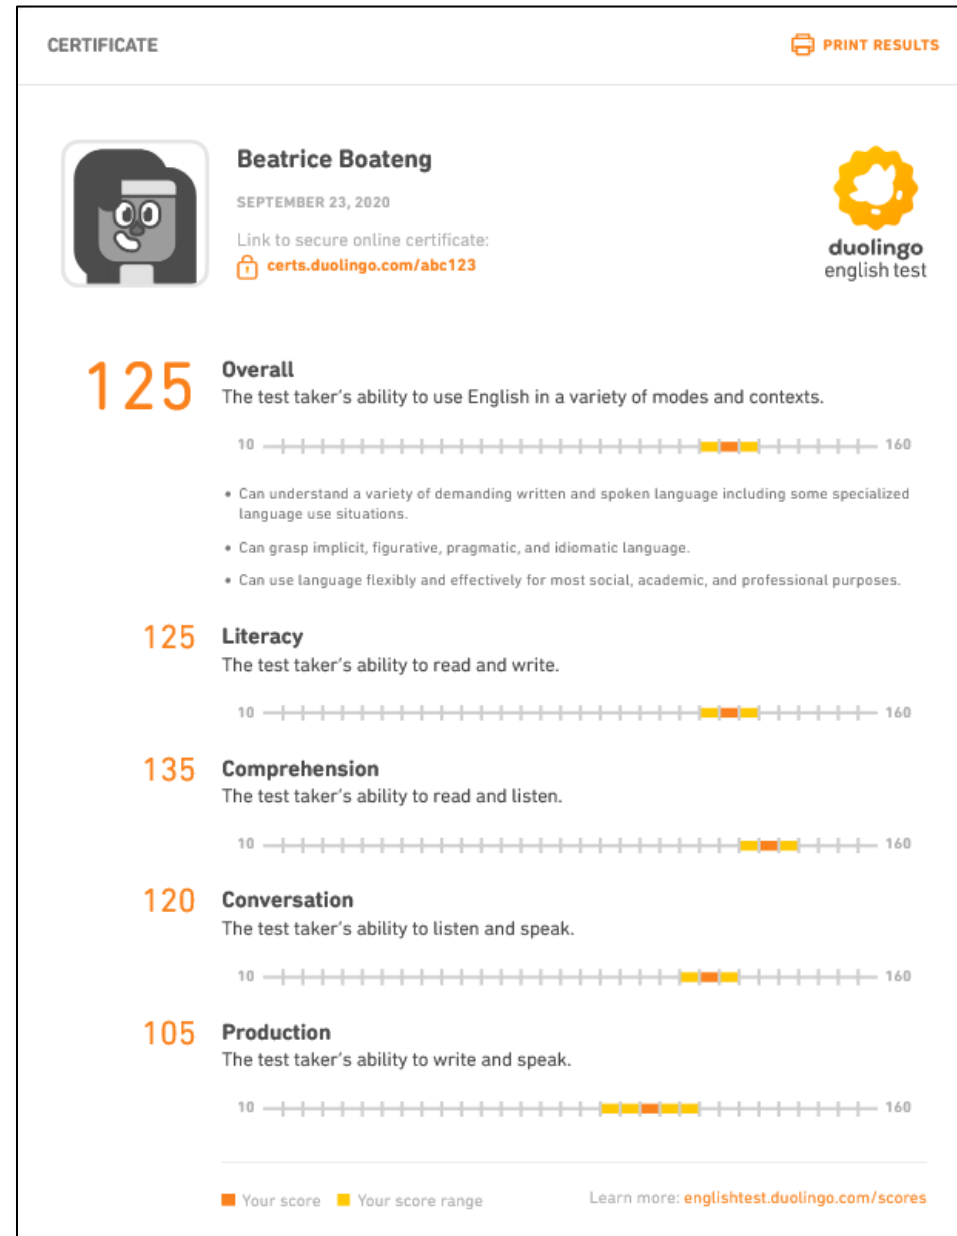 CERTIFICATE
PRINT RESULTS
Beatrice Boateng
SEPTEMBER 23, 2020
Link to secure online certificate:
certs.duolingo.com/abc123
duolingo
english test
125
Overall
The test taker's ability to use English in a variety of modes and contexts.
10 160
• Can understand a variety of demanding written and spoken language including some specialized
language use situations.
• Can grasp implicit, figurative, pragmatic, and idiomatic language.
• Can use language flexibly and effectively for most social, academic, and professional purposes.
125 Literacy
The test taker's ability to read and write.
10 160
135 Comprehension
The test taker's ability to read and listen.
10 160
120 Conversation
The test taker's ability to listen and speak.
10 160
105 Production
The test taker's ability to write and speak.
10 160
Your score Your score range Learn more: englishtest.duolingo.com/scores